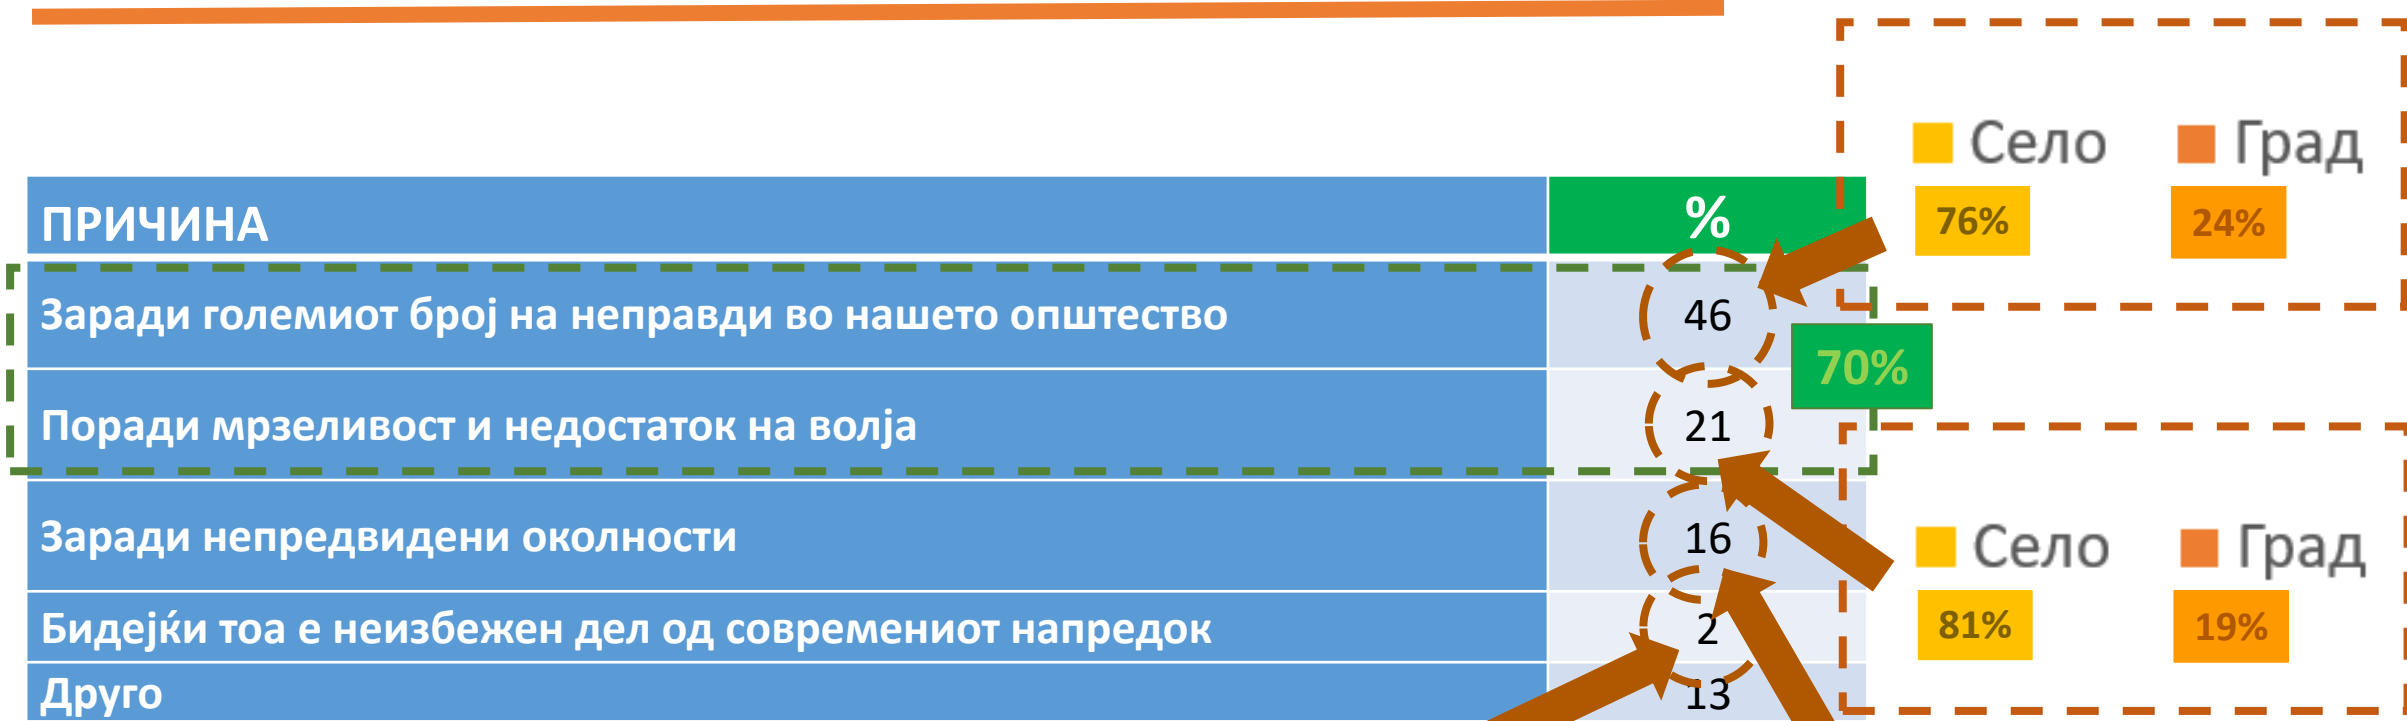 Село Град
76% 24%
ПРИЧИНА %
Заради големиот број на неправди во нашето општество 46
70%
Поради мрзеливост и недостаток на волја 21
Заради непредвидени околности 16
Село Град
81% 19%
Бидејќи тоа е неизбежен дел од современиот напредок 2
Друго 13